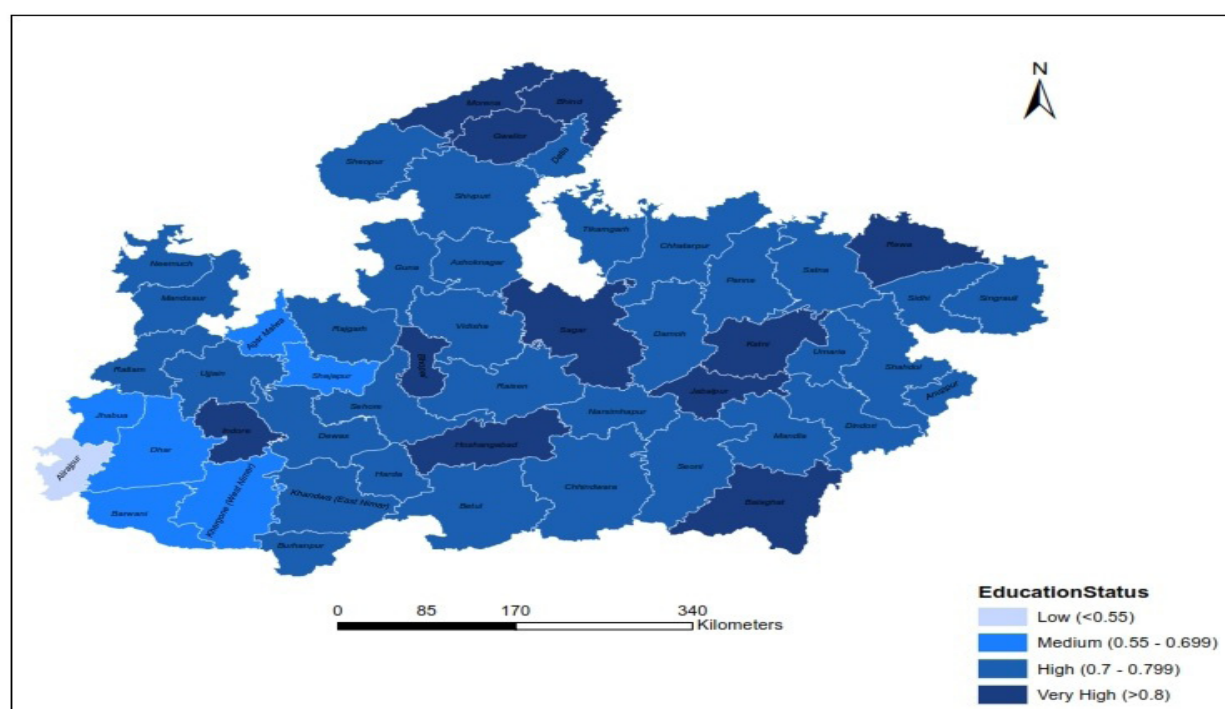 N
Morena
Bhind
Gwalior
Datia
Sheopur
Shivpuri
Tikamgarh
Chhatarpur
Rewa
Neemuch
Guna
Ashoknagar
Panna
Satna
Sidhi
Singrauli
Mandsaur
Agar Malwa
Rajgarh
Vidisha
Sagar
Damoh
Katni
Umaria
Shahdol
Ratlam
Ujjain
Shajapur
Bhopal
Raisen
Jabalpur
Anuppur
Jhabua
Sehore
Narsimhapur
Dhar
Indore
Dewas
Hoshangabad
Mandla
Dindori
Alirajpur
Harda
Seoni
Khargone (West Nimar)
Khandwa (East Nimar)
Betul
Chhindwara
Balaghat
Barwani
Burhanpur
0 85 170 340
Kilometers
EducationStatus
Low (<0.55)
Medium (0.55 - 0.699)
High (0.7 - 0.799)
Very High (>0.8)